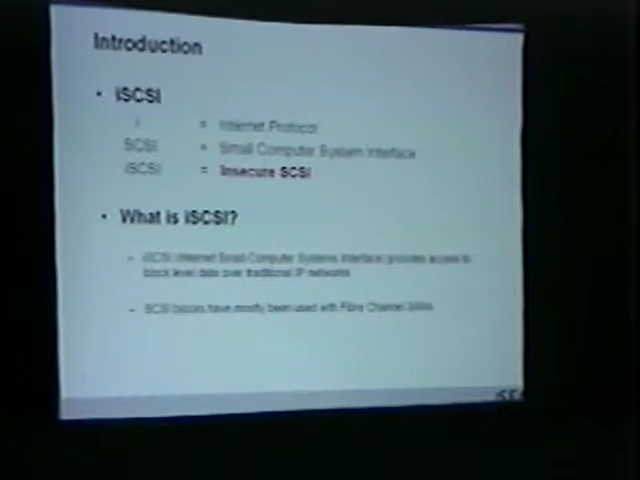 Introduction
• iSCSI
i = Internet Protocol
SCSI = Small Computer System Interface
iSCSI = Insecure SCSI
• What is iSCSI?
- iSCSI (Internet Small Computer Systems Interface) provides access to
block level data over traditional IP networks
- SCSI blocks have mostly been used with Fibre Channel SANs